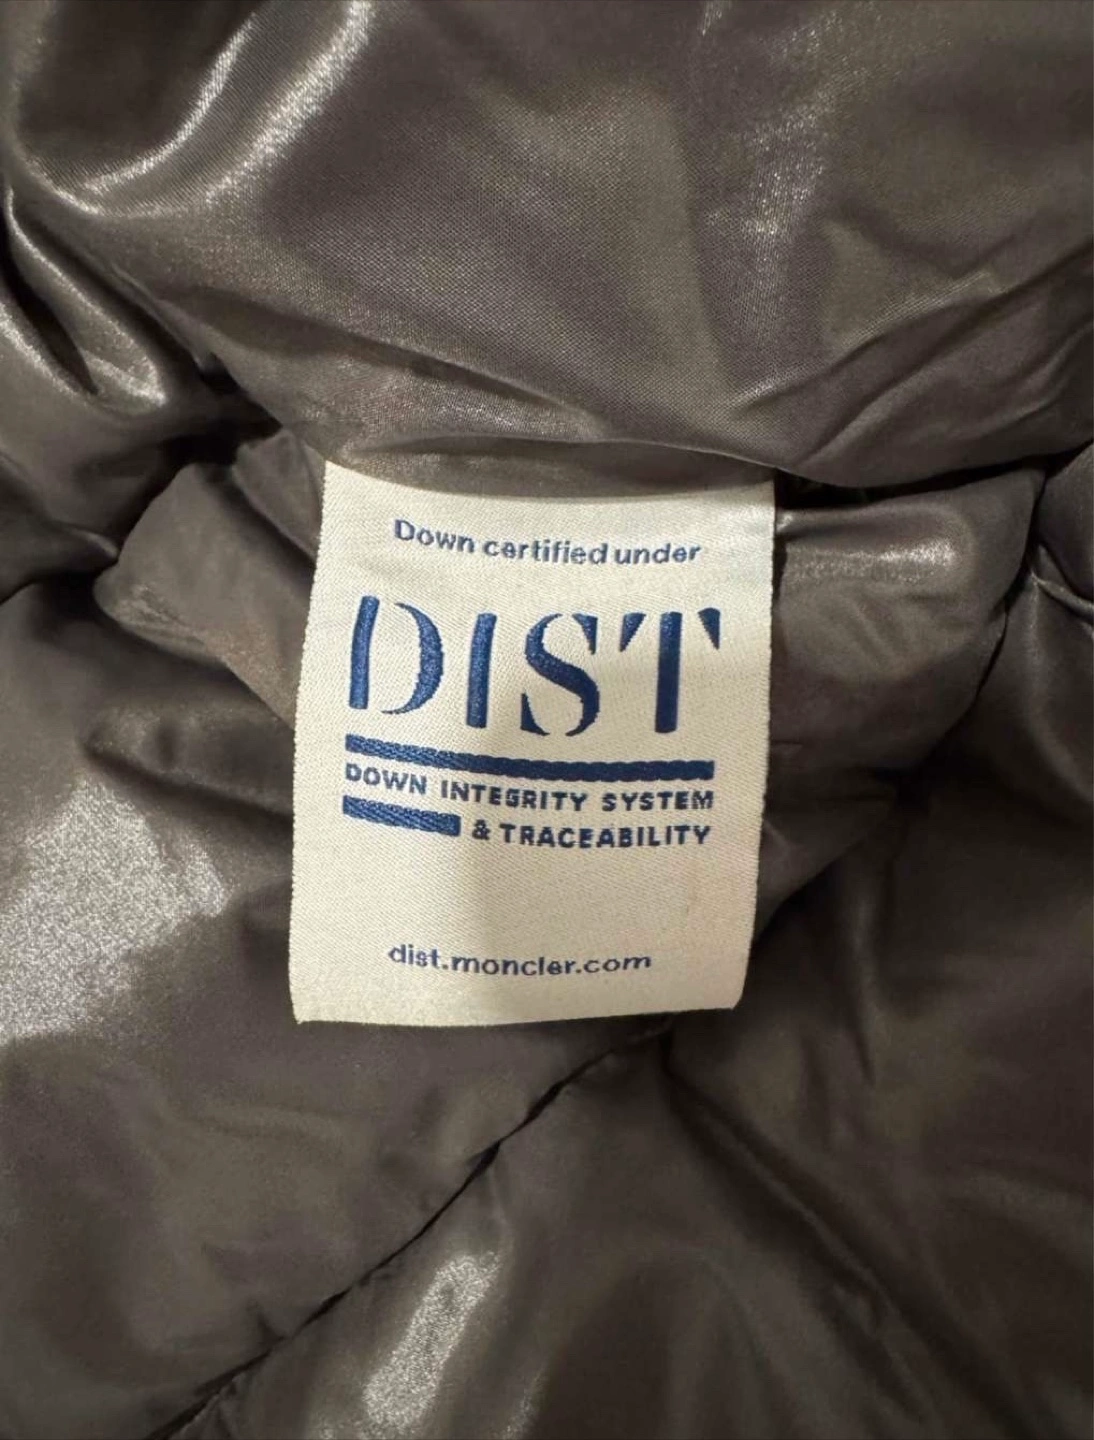 Down certified under
DIST
DOWN INTEGRITY SYSTEM
& TRACEABILITY
dist.moncler.com